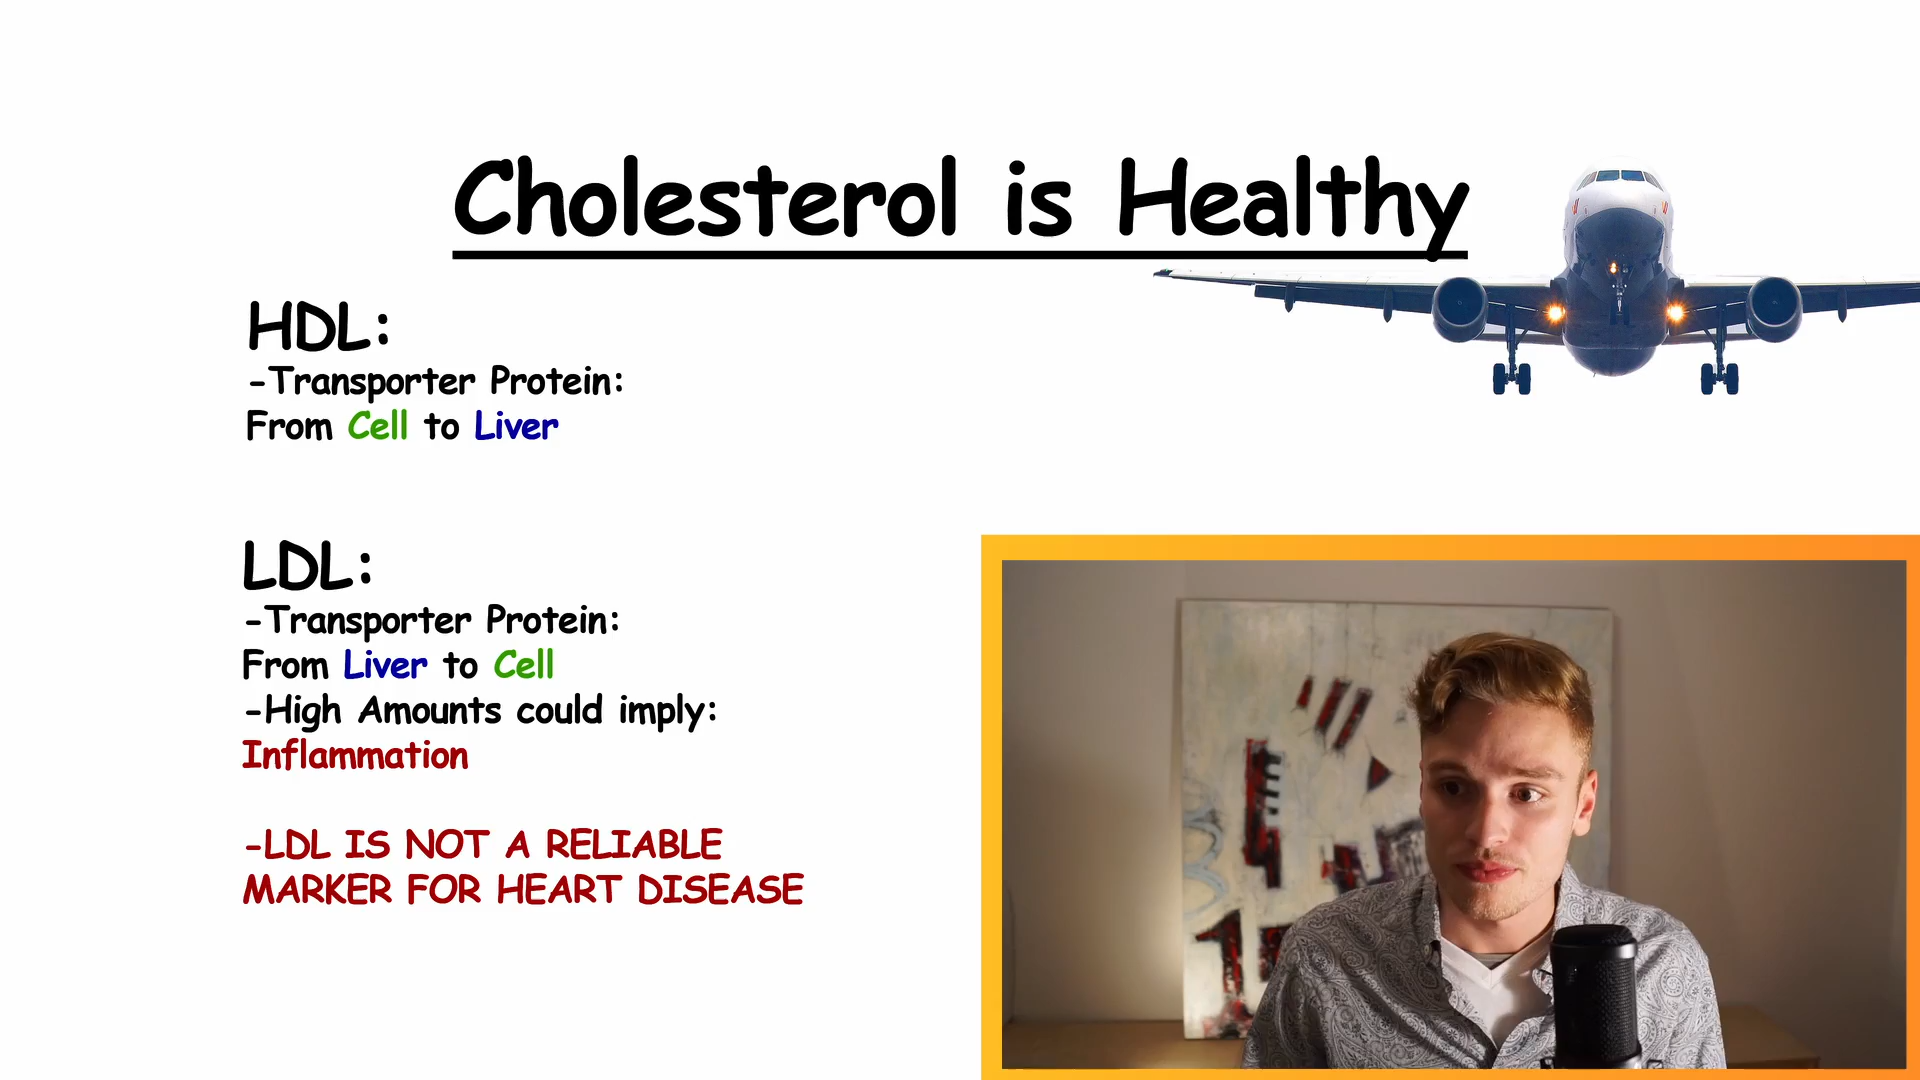 Cholesterol is Healthy
HDL:
-Transporter Protein:
From Cell to Liver
LDL:
-Transporter Protein:
From Liver to Cell
-High Amounts could imply:
Inflammation
-LDL IS NOT A RELIABLE
MARKER FOR HEART DISEASE